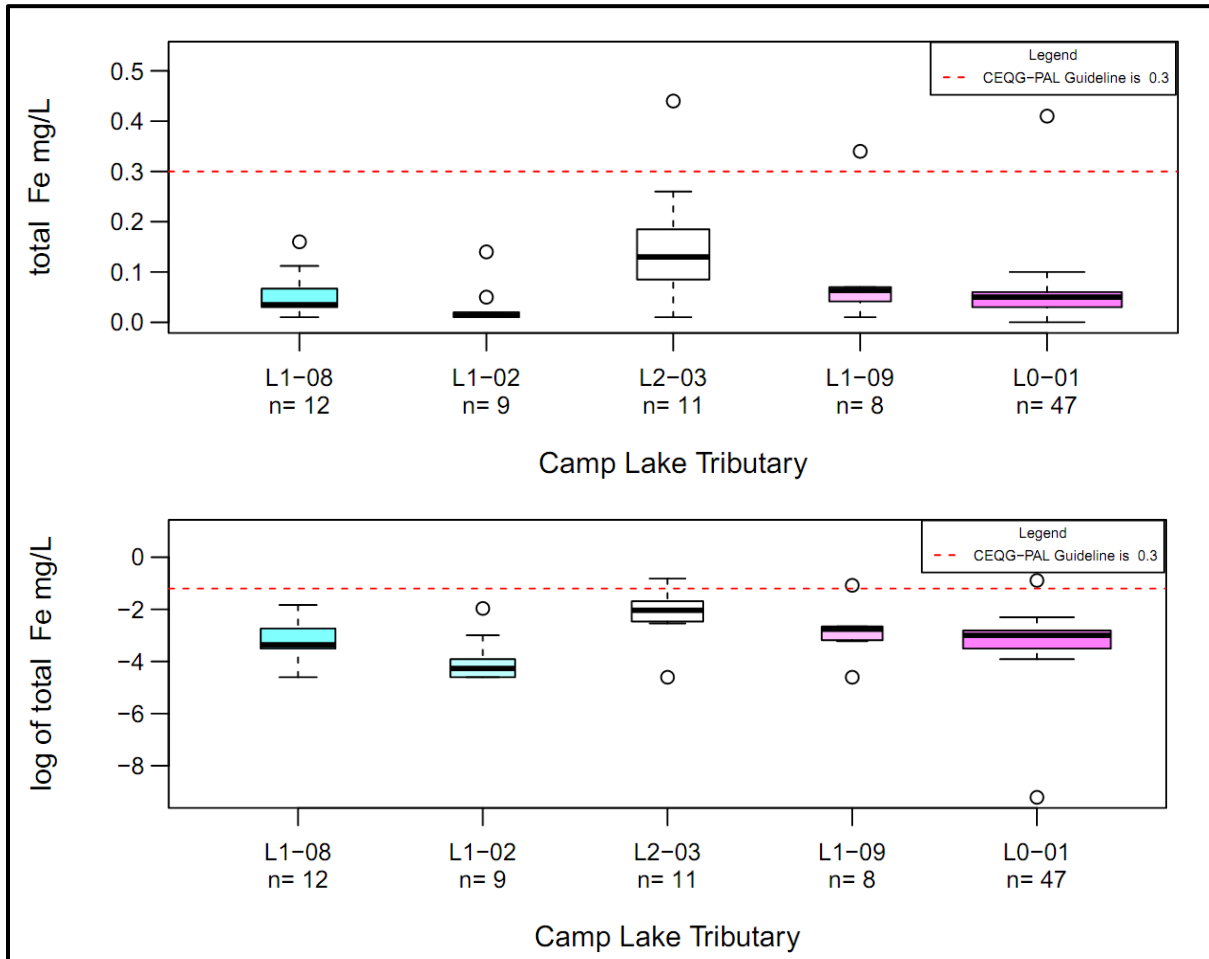 total Fe mg/L
0.5
0.4
0.3
0.2
0.1
0.0
Legend
CEQG-PAL Guideline is 0.3
L1-08 L1-02 L2-03 L1-09 L0-01
n= 12 n= 9 n= 11 n= 8 n= 47
Camp Lake Tributary
log of total Fe mg/L
0
−2
−4
−6
−8
Legend
CEQG-PAL Guideline is 0.3
L1-08 L1-02 L2-03 L1-09 L0-01
n= 12 n= 9 n= 11 n= 8 n= 47
Camp Lake Tributary